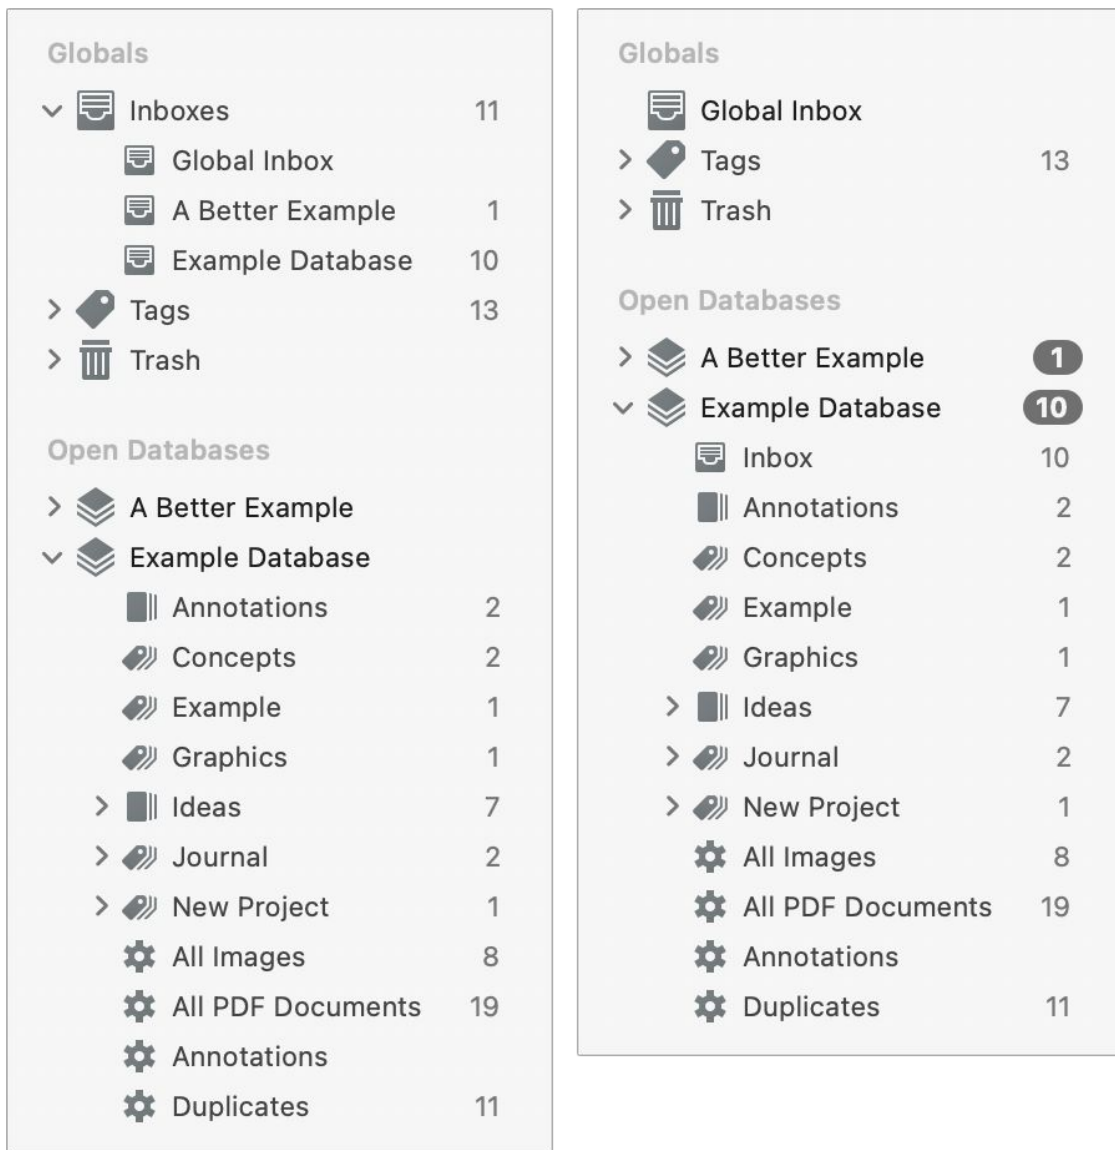 Globals
Inboxes 11
Global Inbox
A Better Example 1
Example Database 10
Tags 13
Trash
Open Databases
A Better Example
Example Database
Annotations 2
Concepts 2
Example 1
Graphics 1
Ideas 7
Journal 2
New Project 1
All Images 8
All PDF Documents 19
Annotations
Duplicates 11
Globals
Global Inbox
Tags 13
Trash
Open Databases
A Better Example 1
Example Database 10
Inbox 10
Annotations 2
Concepts 2
Example 1
Graphics 1
Ideas 7
Journal 2
New Project 1
All Images 8
All PDF Documents 19
Annotations
Duplicates 11